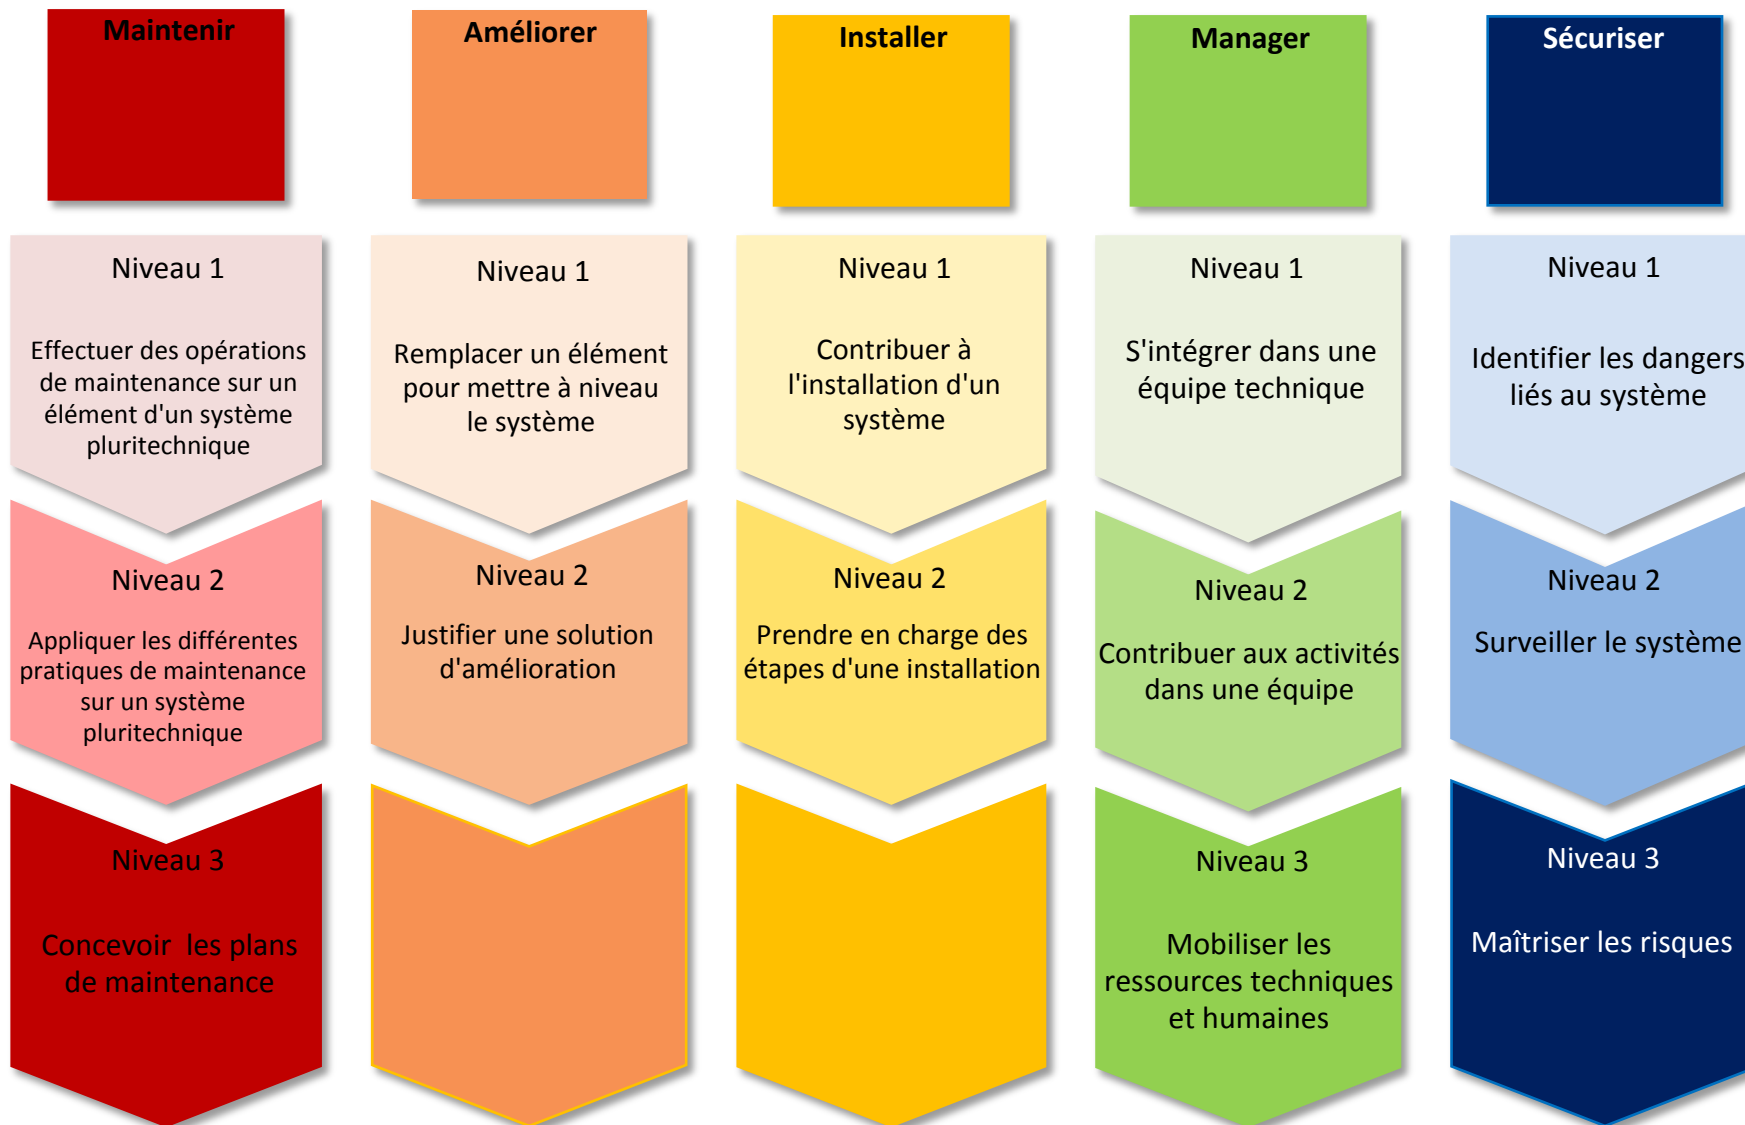 Maintenir
Améliorer
Installer
Manager
Sécuriser
Niveau 1
Effectuer des opérations
de maintenance sur un
élément d'un système
pluritechnique
Niveau 2
Appliquer les différentes
pratiques de maintenance
sur un système
pluritechnique
Niveau 3
Concevoir les plans
de maintenance
Niveau 1
Remplacer un élément
pour mettre à niveau
le système
Niveau 2
Justifier une solution
d'amélioration
Niveau 1
Contribuer à
l'installation d'un
système
Niveau 2
Prendre en charge des
étapes d'une installation
Niveau 1
S'intégrer dans une
équipe technique
Niveau 2
Contribuer aux activités
dans une équipe
Niveau 3
Mobiliser les
ressources techniques
et humaines
Niveau 1
Identifier les dangers
liés au système
Niveau 2
Surveiller le système
Niveau 3
Maîtriser les risques